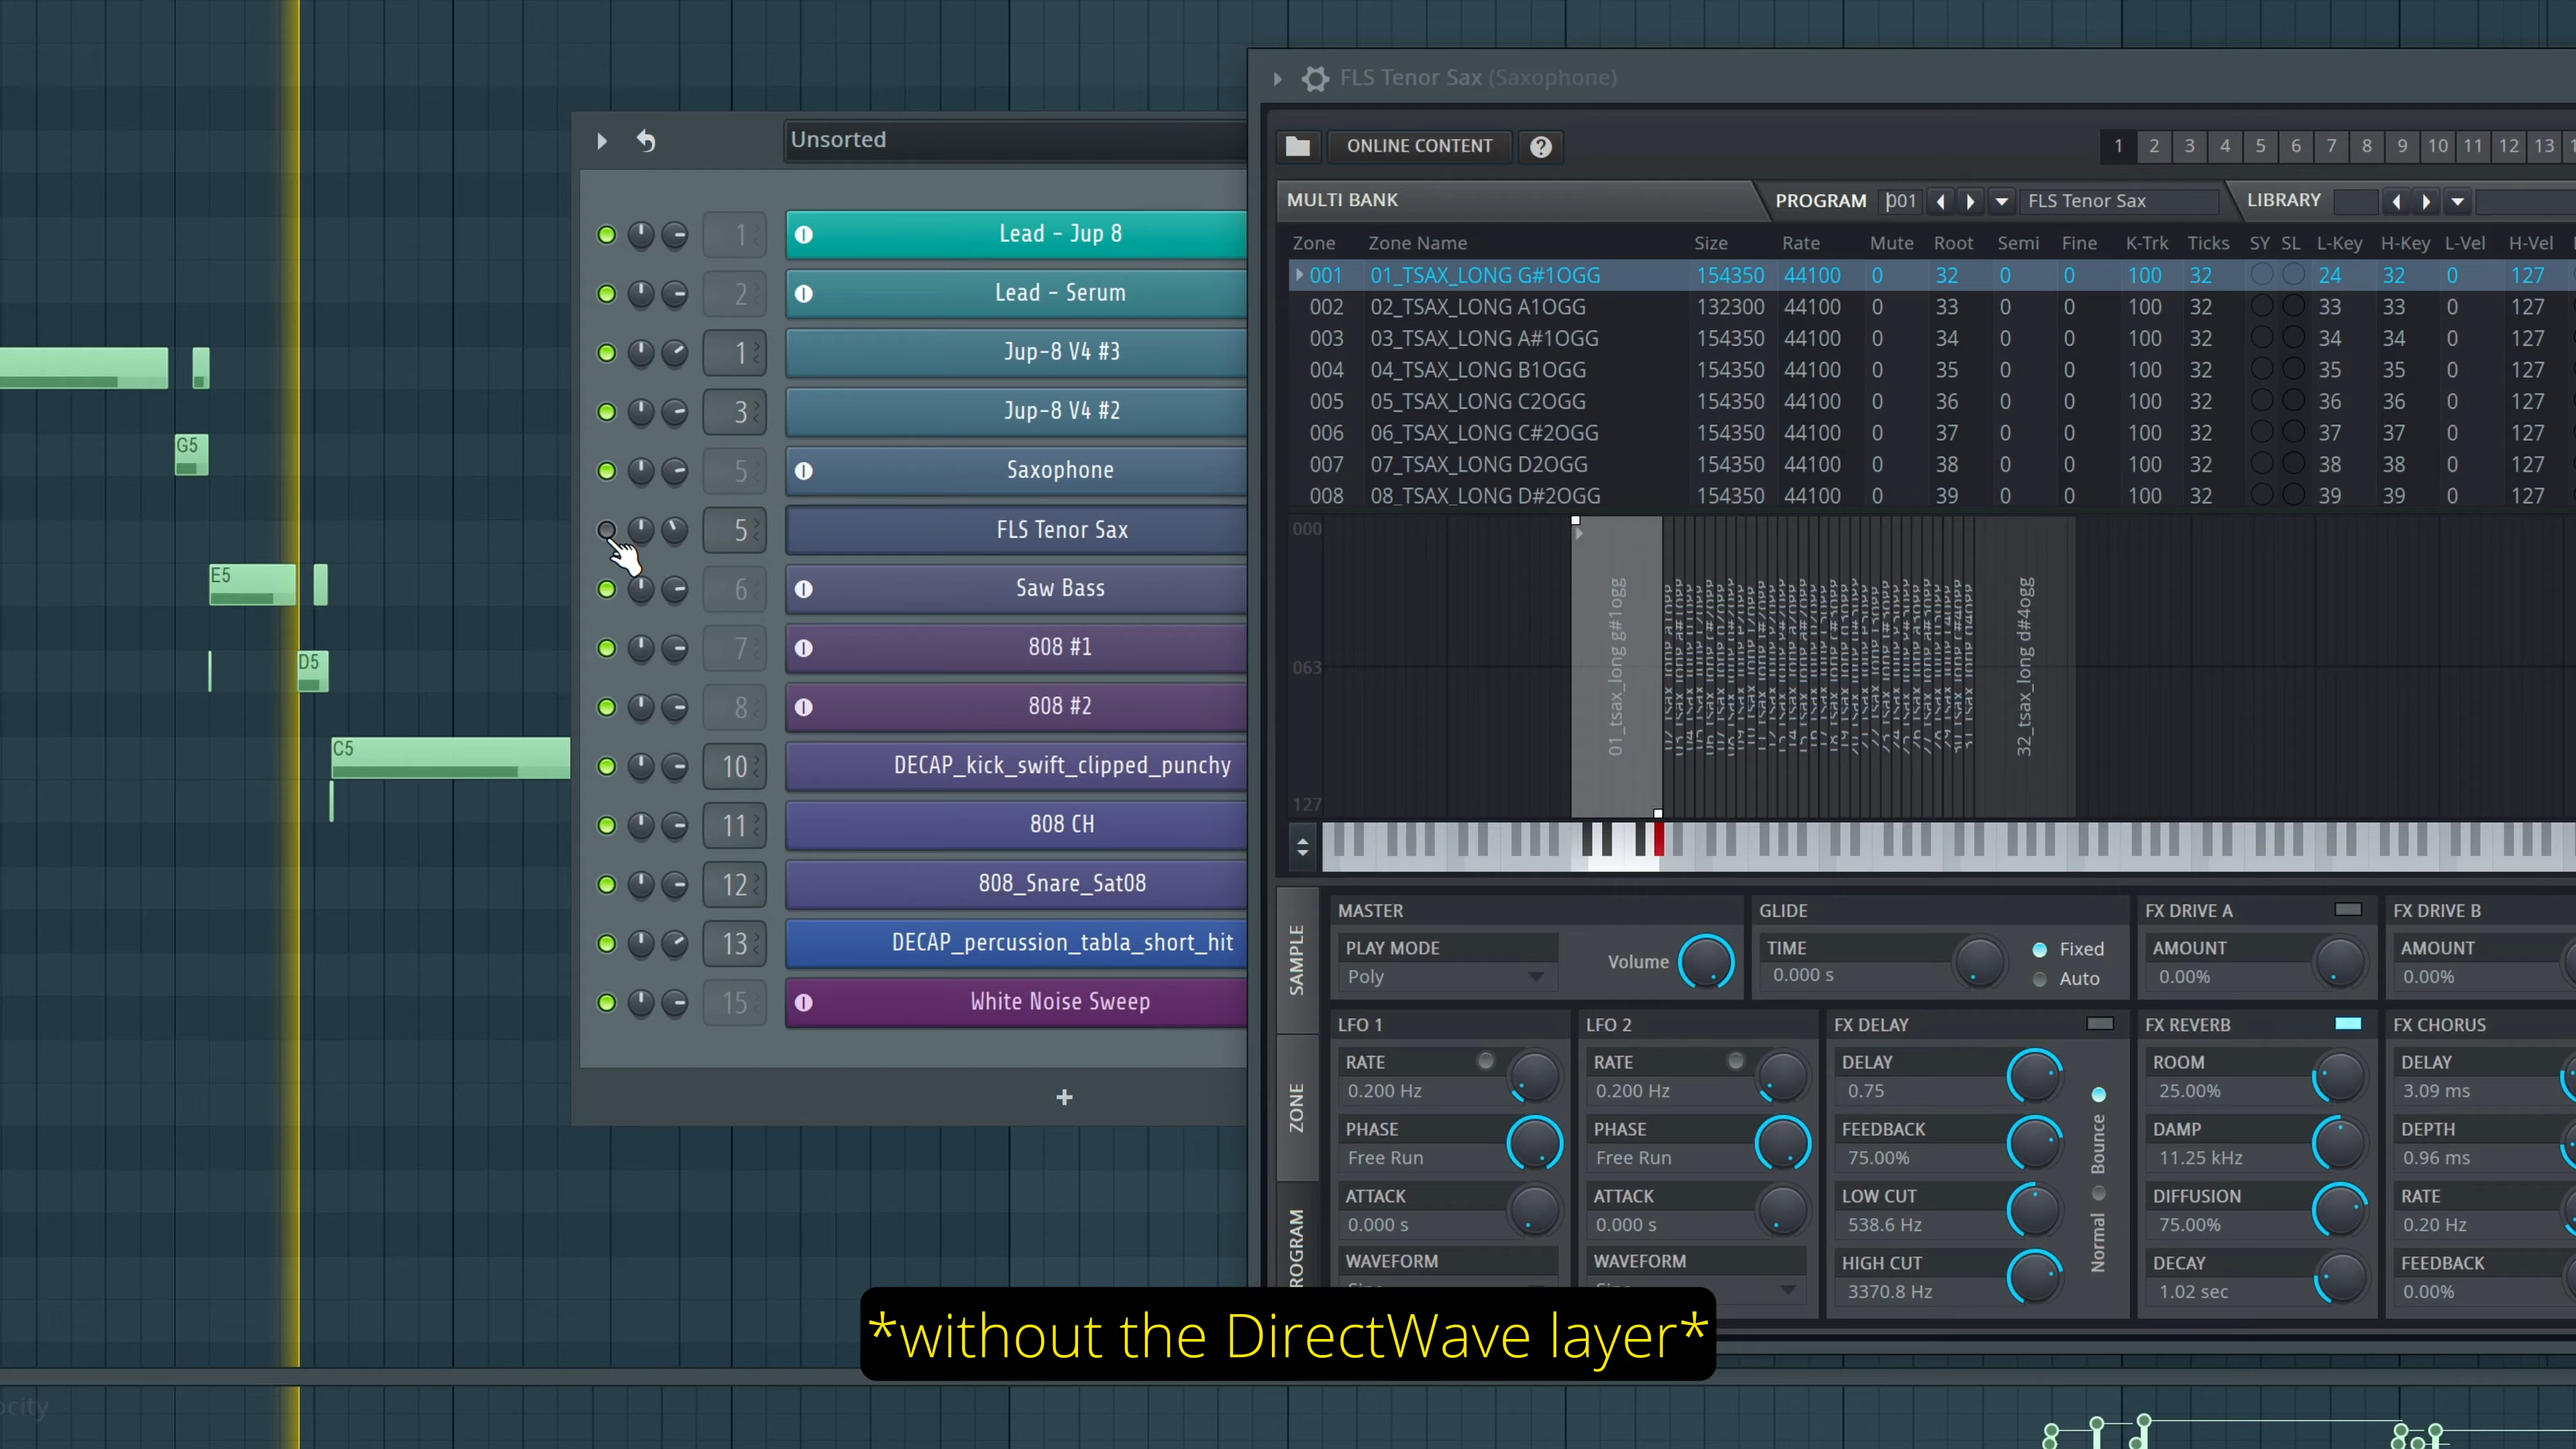 FLS Tenor Sax (Saxophone)
Unsorted
ONLINE CONTENT
?
1 2 3 4 5 6 7 8 9 10 11 12 13
MULTI BANK
PROGRAM 001 FLS Tenor Sax
LIBRARY
Zone Zone Name Size Rate Mute Root Semi Fine K-Trk Ticks SY SL L-Key H-Key L-Vel H-Vel
001 01_TSAX_LONG G#1OGG 154350 44100 0 32 0 0 100 32 24 32 0 127
002 02_TSAX_LONG A1OGG 132300 44100 0 33 0 0 100 32 33 33 0 127
003 03_TSAX_LONG A#1OGG 154350 44100 0 34 0 0 100 32 34 34 0 127
004 04_TSAX_LONG B1OGG 154350 44100 0 35 0 0 100 32 35 35 0 127
005 05_TSAX_LONG C2OGG 154350 44100 0 36 0 0 100 32 36 36 0 127
006 06_TSAX_LONG C#2OGG 154350 44100 0 37 0 0 100 32 37 37 0 127
007 07_TSAX_LONG D2OGG 154350 44100 0 38 0 0 100 32 38 38 0 127
008 08_TSAX_LONG D#2OGG 154350 44100 0 39 0 0 100 32 39 39 0 127
000
063
127
01_tsax_long g#1ogg
32_tsax_long d#4ogg
1 Lead - Jup 8
2 Lead - Serum
1 Jup-8 V4 #3
3 Jup-8 V4 #2
5 Saxophone
5 FLS Tenor Sax
6 Saw Bass
7 808 #1
8 808 #2
10 DECAP_kick_swift_clipped_punchy
11 808 CH
12 808_Snare_Sat08
13 DECAP_percussion_tabla_short_hit
15 White Noise Sweep
+
G5
E5
D5
C5
SAMPLE
ZONE
MASTER
PLAY MODE
Poly
Volume
GLIDE
TIME
0.000 s
Fixed
Auto
FX DRIVE A
AMOUNT
0.00%
FX DRIVE B
AMOUNT
0.00%
LFO 1
RATE
0.200 Hz
PHASE
Free Run
ATTACK
0.000 s
WAVEFORM
LFO 2
RATE
0.200 Hz
PHASE
Free Run
ATTACK
0.000 s
WAVEFORM
FX DELAY
DELAY
0.75
FEEDBACK
75.00%
LOW CUT
538.6 Hz
HIGH CUT
3370.8 Hz
Bounce
Normal
FX REVERB
ROOM
25.00%
DAMP
11.25 kHz
DIFFUSION
75.00%
DECAY
1.02 sec
FX CHORUS
DELAY
3.09 ms
DEPTH
0.96 ms
RATE
0.20 Hz
FEEDBACK
0.00%
*without the DirectWave layer*